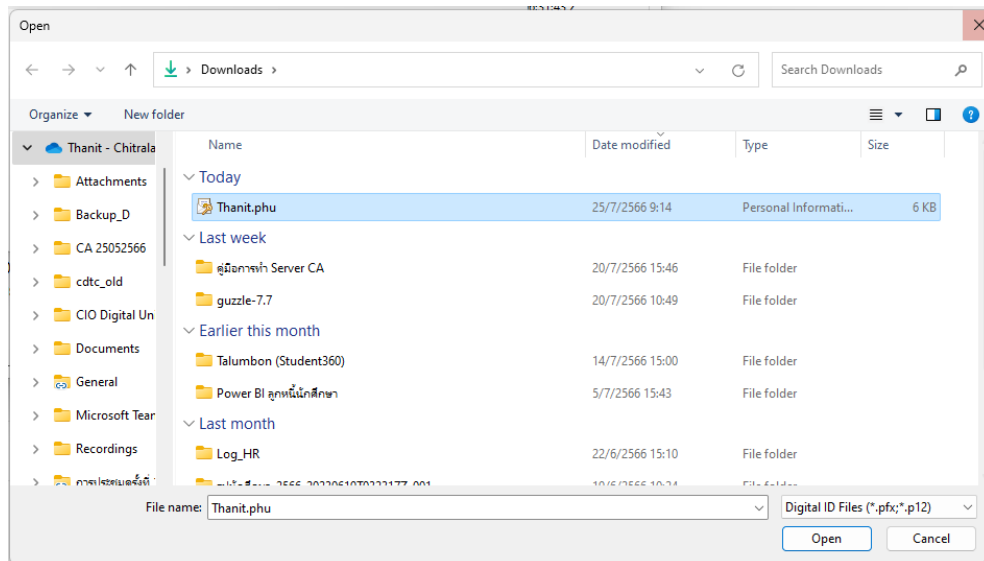 Open
Downloads
Search Downloads
Organize
New folder
Name Date modified Type Size
Thanit - Chitrala
Attachments
Backup_D
CA 25052566
cdtc_old
CIO Digital Un
Documents
General
Microsoft Tear
Recordings
Today
Thanit.phu 25/7/2566 9:14 Personal Informati... 6 KB
Last week
คู่มือการทำ Server CA 20/7/2566 15:46 File folder
guzzle-7.7 20/7/2566 10:49 File folder
Earlier this month
Talumbon (Student360) 14/7/2566 15:00 File folder
Power BI ลูกหนี้นักศึกษา 5/7/2566 15:43 File folder
Last month
Log_HR 22/6/2566 15:10 File folder
File name: Thanit.phu
Digital ID Files (*.pfx;*.p12)
Open
Cancel